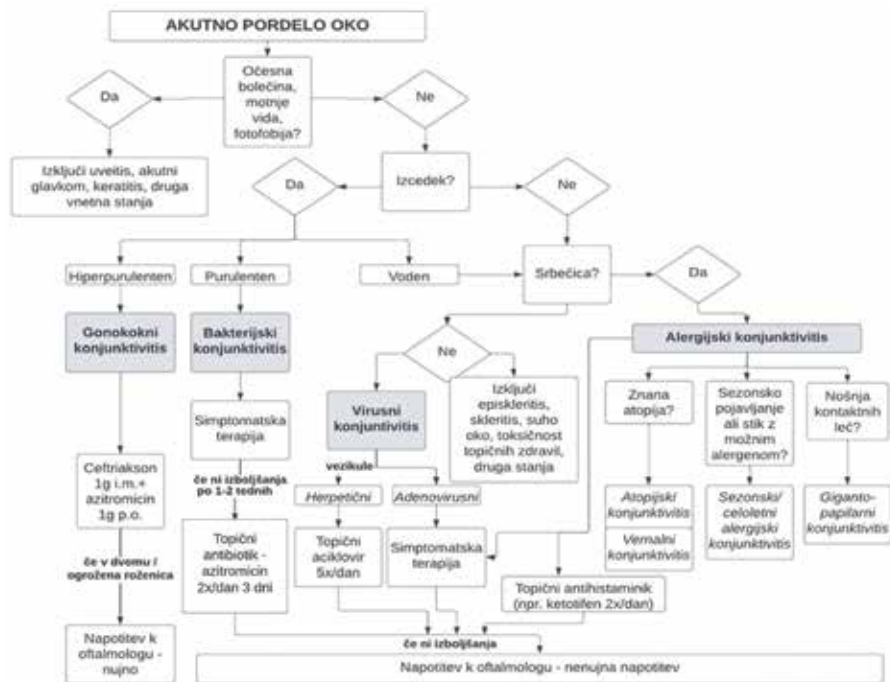 AKUTNO PORDELO OKO
Očesna
bolečina,
motnje
vida,
fotofobija?
Da
Ne
Izključi uveitis, akutni
glavkom, keratitis, druga
vnetna stanja
Izcedek?
Da
Ne
Hiperpurulenten
Purulenten
Voden
Srbečica?
Da
Gonokokni
konjunktivitis
Bakterijski
konjunktivitis
Ne
Alergijski konjunktivitis
Virusni
konjuntivitis
Izključi
episkleritis,
skleritis, suho
oko, toksičnost
topičnih zdravil,
druga stanja
Znana
atopija?
Sezonsko
pojavljanje
ali stik z
možnim
alergenom?
Nošnja
kontaktnih
leč?
Simptomatska
terapija
Ceftriakson
1g i.m.+
azitromicin
1g p.o.
če ni izboljšanja
po 1-2 tednih
vezikule
Herpetični
Adenovirusni
Atopijski
konjunktivitis
Vernalni
konjunktivitis
Sezonski/
celoletni
alergijski
konjunktivitis
Giganto-
papilarni
konjunktivitis
Topični
antibiotik -
azitromicin
2x/dan 3 dni
Topični
aciklovir
5x/dan
Simptomatska
terapija
če v dvomu /
ogrožena roženica
Topični antihistaminik
(npr. ketotifen 2x/dan)
Napotitev k
oftalmologu -
nujno
če ni izboljšanja
Napotitev k oftalmologu - nenujna napotitev